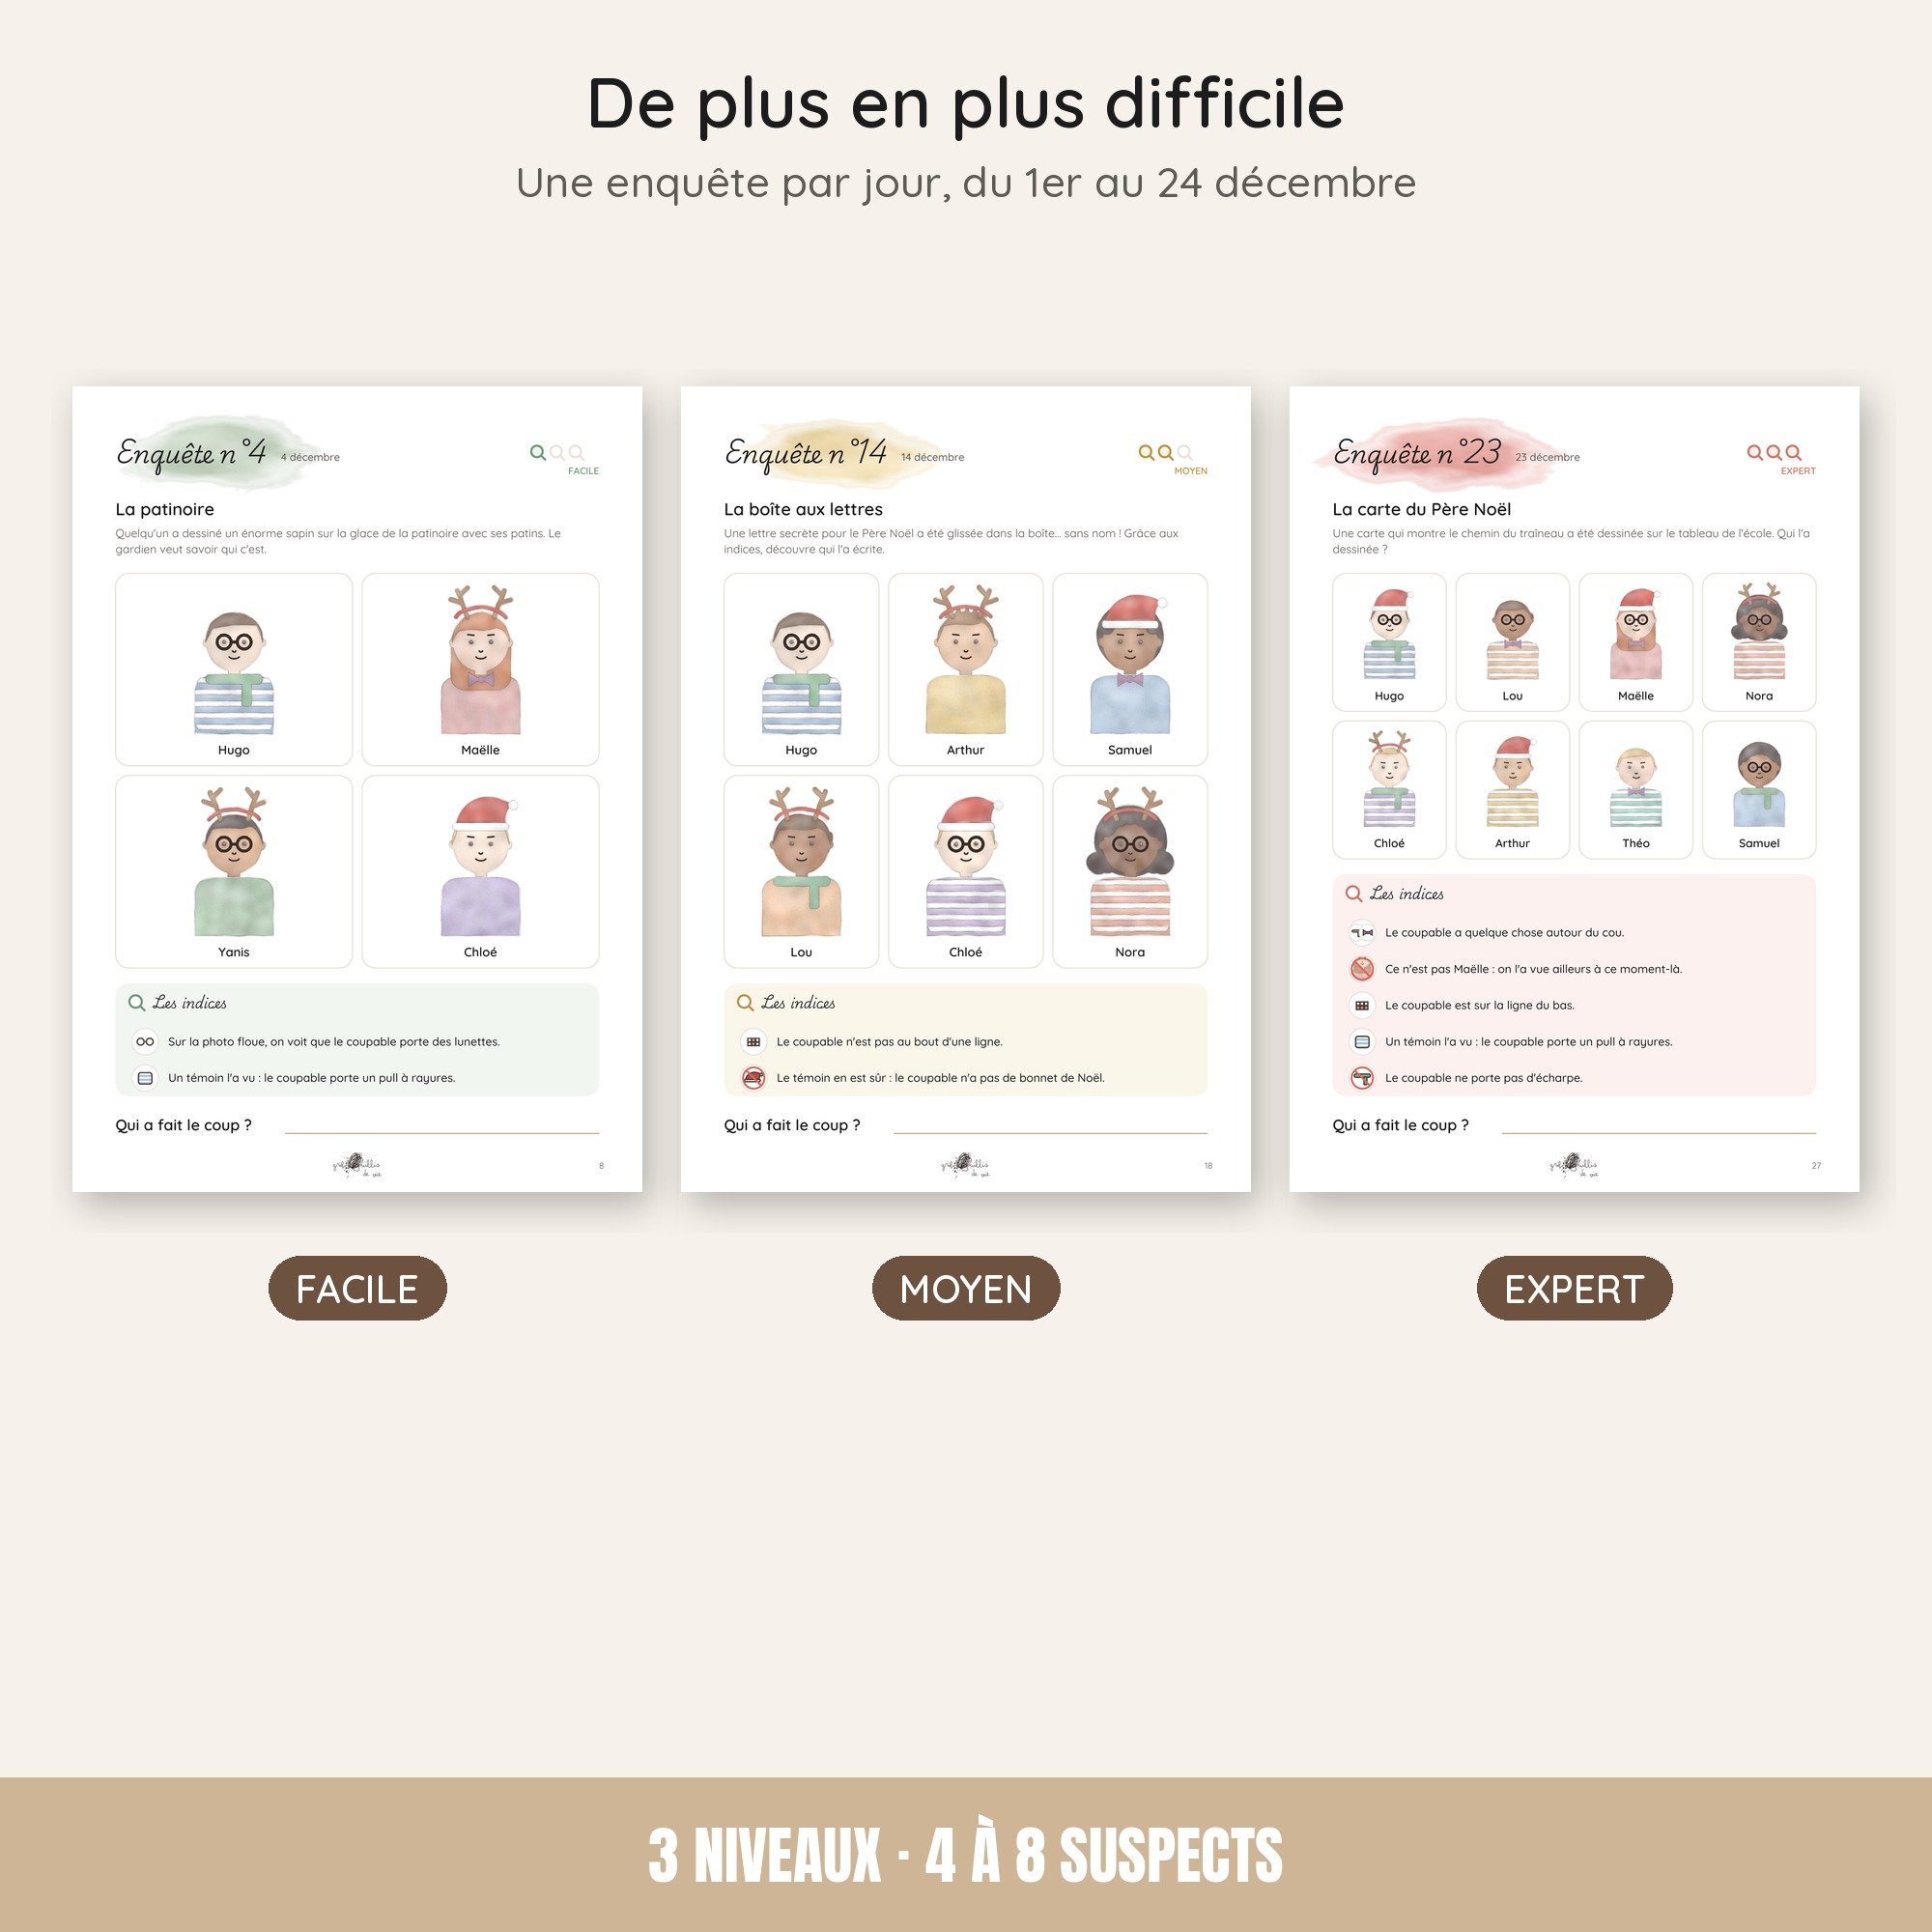 De plus en plus difficile
Une enquête par jour, du 1er au 24 décembre
Enquête n°4 4 décembre
FACILE
La patinoire
Quelqu'un a dessiné un énorme sapin sur la glace de la patinoire avec ses patins. Le
gardien veut savoir qui c'est.
Hugo
Maëlle
Yanis
Chloé
Les indices
Sur la photo floue, on voit que le coupable porte des lunettes.
Un témoin l'a vu : le coupable porte un pull à rayures.
Qui a fait le coup ?
8
Enquête n°14 14 décembre
MOYEN
La boîte aux lettres
Une lettre secrète pour le Père Noël a été glissée dans la boîte... sans nom ! Grâce aux
indices, découvre qui l'a écrite.
Hugo
Arthur
Samuel
Lou
Chloé
Nora
Les indices
Le coupable n'est pas au bout d'une ligne.
Le témoin en est sûr : le coupable n'a pas de bonnet de Noël.
Qui a fait le coup ?
18
Enquête n°23 23 décembre
EXPERT
La carte du Père Noël
Une carte qui montre le chemin du traîneau a été dessinée sur le tableau de l'école. Qui l'a
dessinée ?
Hugo
Lou
Maëlle
Nora
Chloé
Arthur
Théo
Samuel
Les indices
Le coupable a quelque chose autour du cou.
Ce n'est pas Maëlle : on l'a vue ailleurs à ce moment-là.
Le coupable est sur la ligne du bas.
Un témoin l'a vu : le coupable porte un pull à rayures.
Le coupable ne porte pas d'écharpe.
Qui a fait le coup ?
27
FACILE
MOYEN
EXPERT
3 NIVEAUX · 4 À 8 SUSPECTS